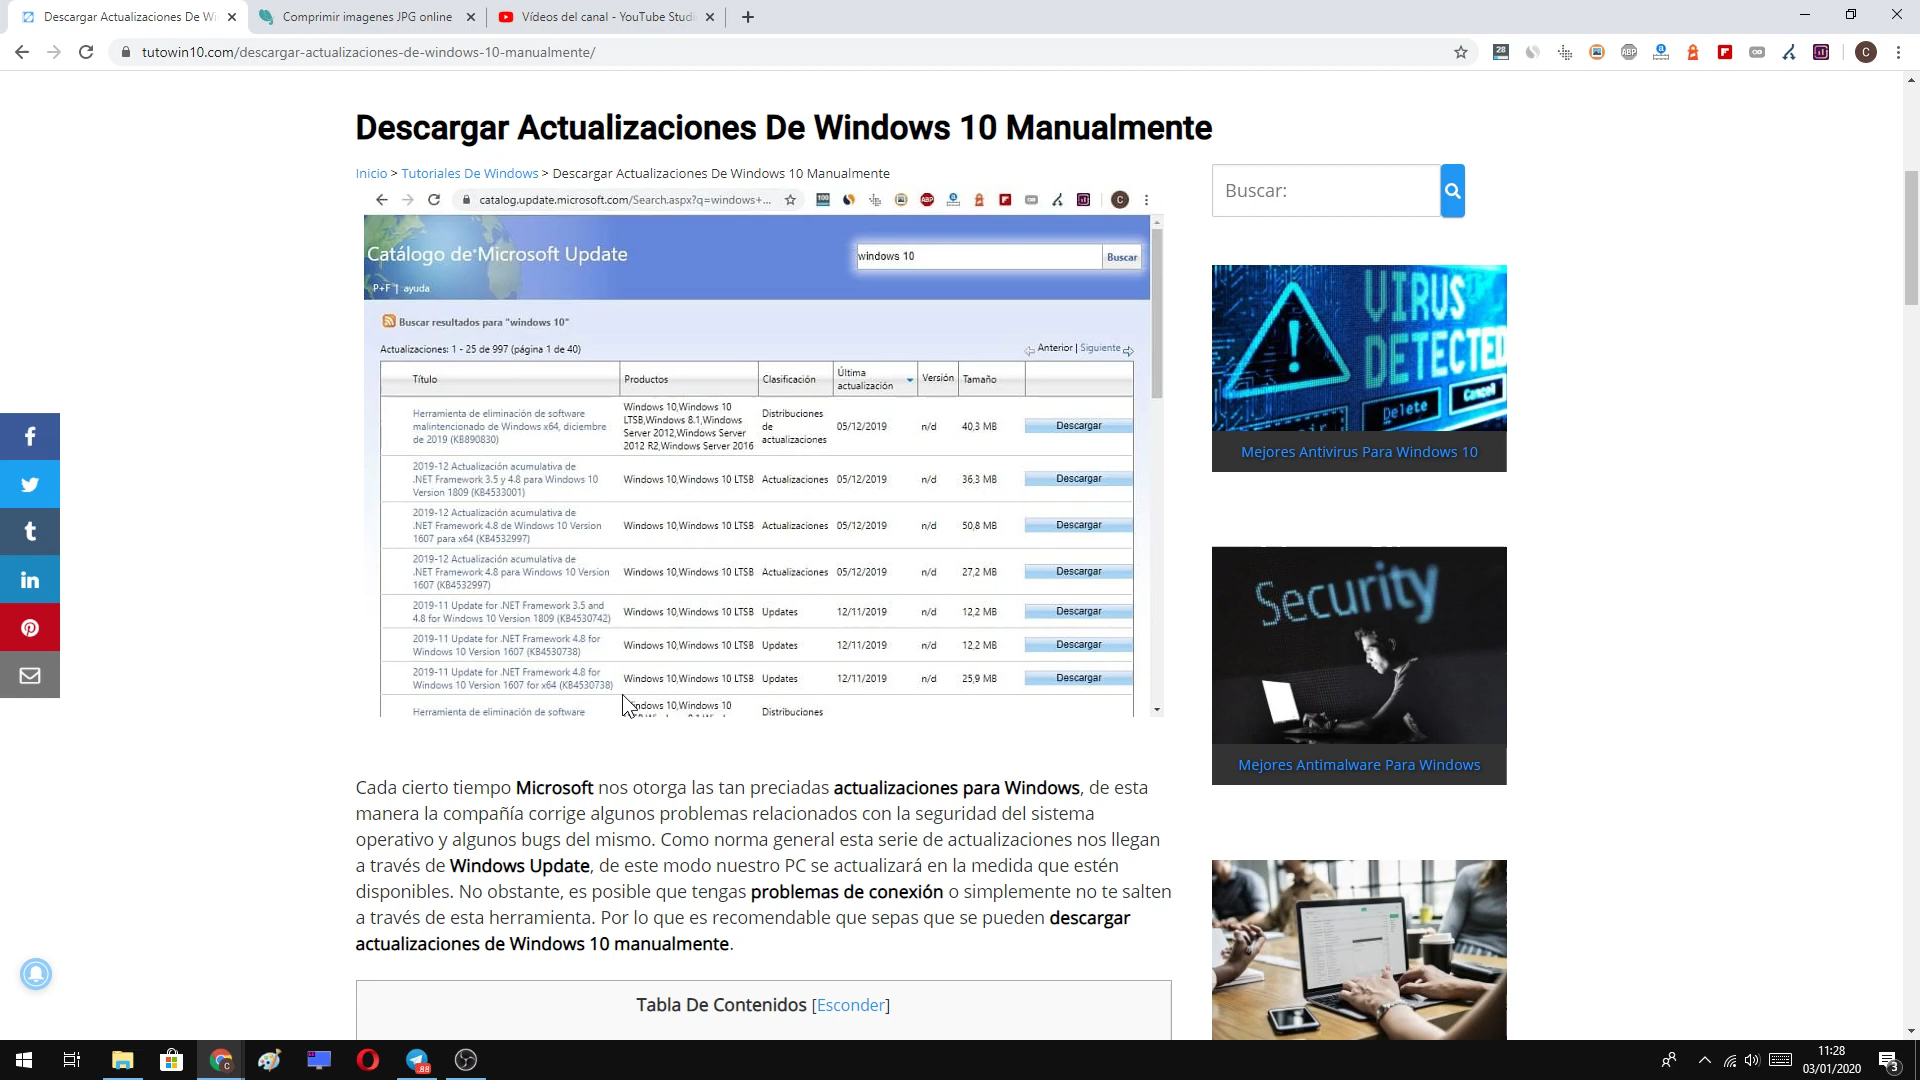 Descargar Actualizaciones De Wi
Comprimir imagenes JPG online
Vídeos del canal - YouTube Studi
tutowin10.com/descargar-actualizaciones-de-windows-10-manualmente/
28
ABP
C
Descargar Actualizaciones De Windows 10 Manualmente
Inicio > Tutoriales De Windows > Descargar Actualizaciones De Windows 10 Manualmente
Buscar:
catalog.update.microsoft.com/Search.aspx?q=windows+...
100
ABP
C
Catálogo de Microsoft Update
windows 10
Buscar
P+F | ayuda
Buscar resultados para "windows 10"
Actualizaciones: 1 - 25 de 997 (página 1 de 40)
Anterior | Siguiente
Título Productos Clasificación Última actualización Versión Tamaño
Herramienta de eliminación de software
malintencionado de Windows x64, diciembre
de 2019 (KB890830)
Windows 10,Windows 10
LTSB,Windows 8.1,Windows
Server 2012,Windows Server
2012 R2,Windows Server 2016
Distribuciones
de
actualizaciones
05/12/2019 n/d 40,3 MB Descargar
2019-12 Actualización acumulativa de
.NET Framework 3.5 y 4.8 para Windows 10
Version 1809 (KB4533001)
Windows 10,Windows 10 LTSB Actualizaciones 05/12/2019 n/d 36,3 MB Descargar
2019-12 Actualización acumulativa de
.NET Framework 4.8 de Windows 10 Version
1607 para x64 (KB4532997)
Windows 10,Windows 10 LTSB Actualizaciones 05/12/2019 n/d 50,8 MB Descargar
2019-12 Actualización acumulativa de
.NET Framework 4.8 para Windows 10 Version
1607 (KB4532997)
Windows 10,Windows 10 LTSB Actualizaciones 05/12/2019 n/d 27,2 MB Descargar
2019-11 Update for .NET Framework 3.5 and
4.8 for Windows 10 Version 1809 (KB4530742)
Windows 10,Windows 10 LTSB Updates 12/11/2019 n/d 12,2 MB Descargar
2019-11 Update for .NET Framework 4.8 for
Windows 10 Version 1607 (KB4530738)
Windows 10,Windows 10 LTSB Updates 12/11/2019 n/d 12,2 MB Descargar
2019-11 Update for .NET Framework 4.8 for
Windows 10 Version 1607 for x64 (KB4530738)
Windows 10,Windows 10 LTSB Updates 12/11/2019 n/d 25,9 MB Descargar
Herramienta de eliminación de software
Windows 10,Windows 10
Distribuciones
VIRUS
DETECTED
Delete
Cancel
Mejores Antivirus Para Windows 10
Security
Mejores Antimalware Para Windows
Cada cierto tiempo Microsoft nos otorga las tan preciadas actualizaciones para Windows, de esta
manera la compañía corrige algunos problemas relacionados con la seguridad del sistema
operativo y algunos bugs del mismo. Como norma general esta serie de actualizaciones nos llegan
a través de Windows Update, de este modo nuestro PC se actualizará en la medida que estén
disponibles. No obstante, es posible que tengas problemas de conexión o simplemente no te salten
a través de esta herramienta. Por lo que es recomendable que sepas que se pueden descargar
actualizaciones de Windows 10 manualmente.
Tabla De Contenidos [Esconder]
88
11:28
03/01/2020
3